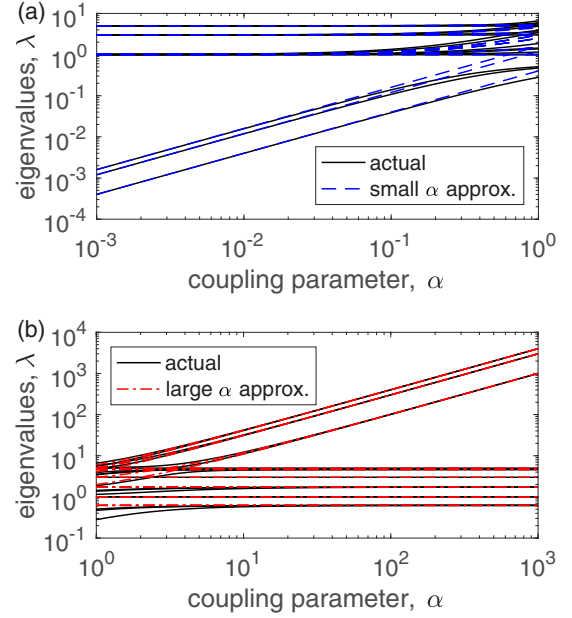 (a)
10^1
10^0
10^-1
10^-2
10^-3
10^-4
eigenvalues, λ
actual
small α approx.
10^-3 10^-2 10^-1 10^0
coupling parameter, α
(b)
10^4
10^3
10^2
10^1
10^0
10^-1
eigenvalues, λ
actual
large α approx.
10^0 10^1 10^2 10^3
coupling parameter, α